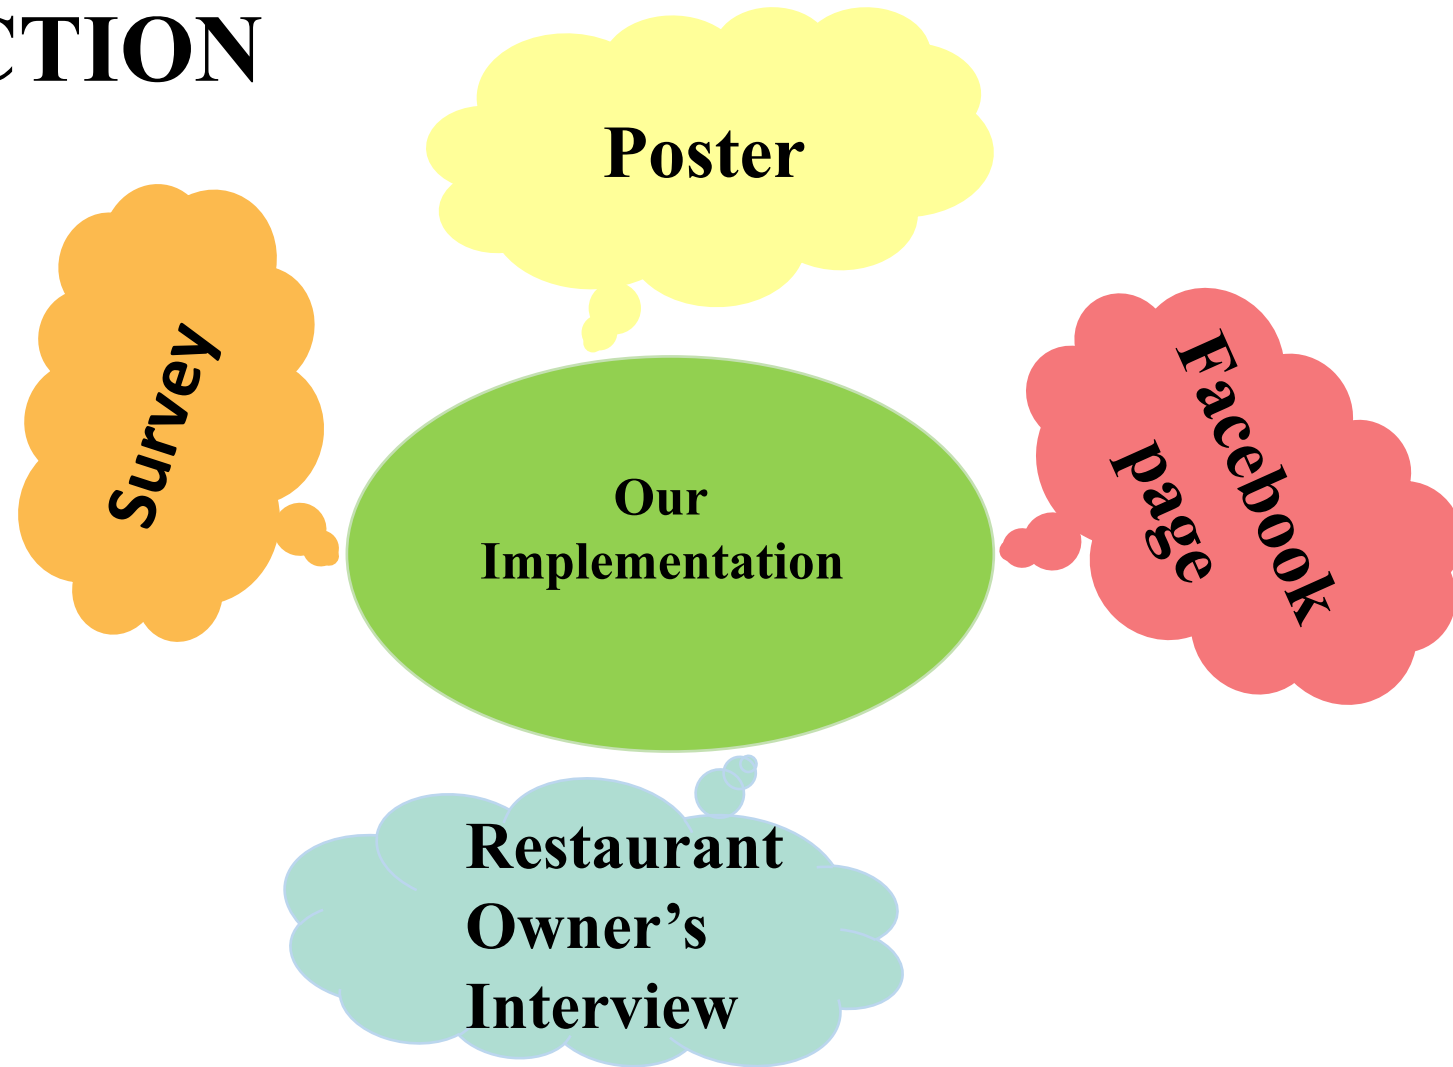 CTION
Poster
Survey
Facebook
page
Our
Implementation
Restaurant
Owner’s
Interview